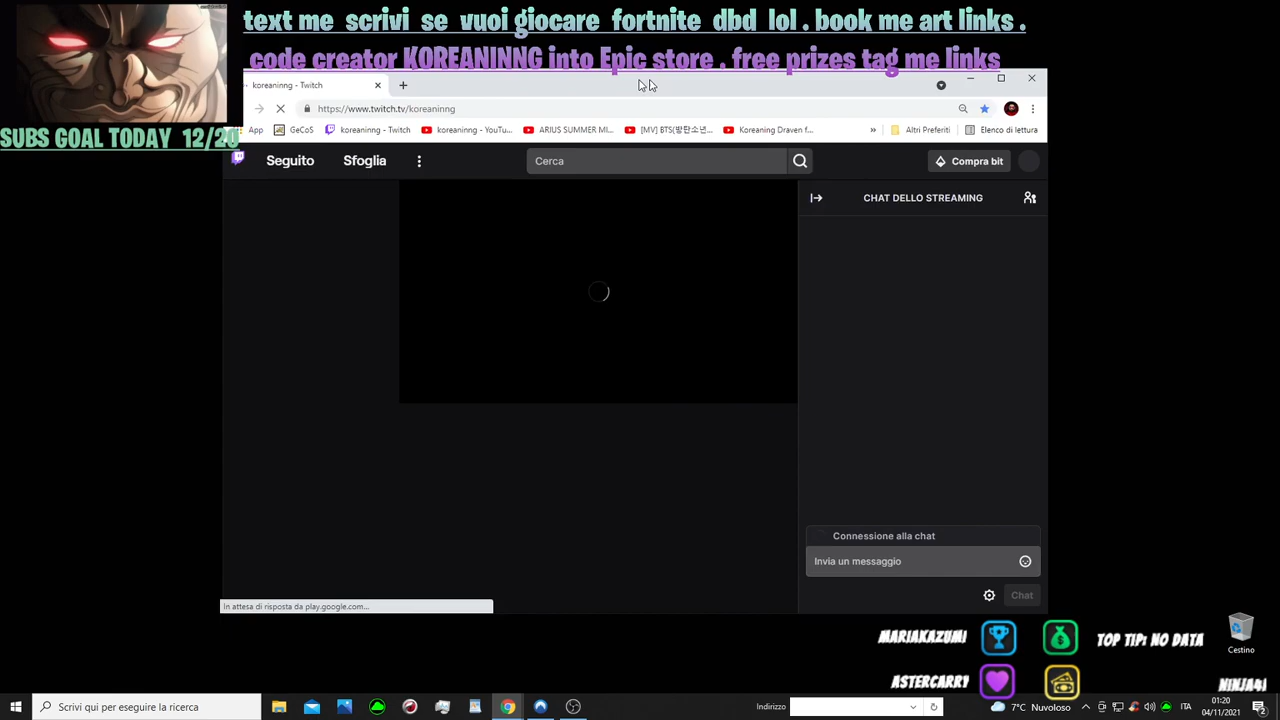 text me scrivi se vuoi giocare fortnite dbd lol . book me art links .
code creator KOREANINNG into Epic store . free prizes tag me links
SUBS GOAL TODAY 12/20
koreaninng - Twitch
https://www.twitch.tv/koreaninng
App GeCoS koreaninng - Twitch koreaninng - YouTu... ARIUS SUMMER MI... [MV] BTS(방탄소년... Koreaning Draven f... » Altri Preferiti Elenco di lettura
Seguito Sfoglia Cerca Compra bit
CHAT DELLO STREAMING
Connessione alla chat
Invia un messaggio
Chat
In attesa di risposta da play.google.com...
MARIAKAZUMI TOP TIP: NO DATA
Cestino
ASTERCARRY NINJA4I
Scrivi qui per eseguire la ricerca
Indirizzo
7°C Nuvoloso
ITA
01:20
04/11/2021
2